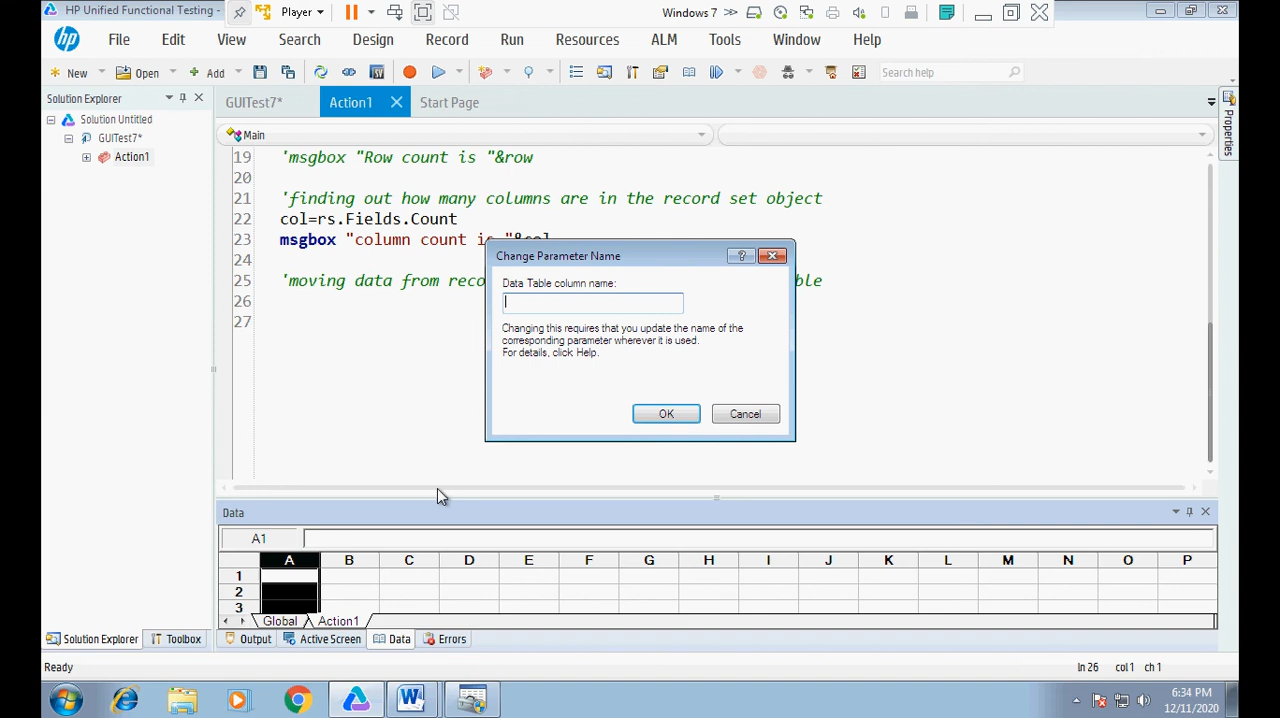 HP Unified Functional Testing -
Player
Windows 7
File Edit View Search Design Record Run Resources ALM Tools Window Help
New Open Add Search help
Solution Explorer
GUITest7* Action1 Start Page
Solution Untitled
GUITest7*
Action1
Main
Properties
19 'msgbox "Row count is "&row
20
21 'finding out how many columns are in the record set object
22 col=rs.Fields.Count
23 msgbox "column count is "&col
24
25 'moving data from
26
27
Change Parameter Name
Data Table column name:
Changing this requires that you update the name of the
corresponding parameter wherever it is used.
For details, click Help.
OK Cancel
Data
A1
A B C D E F G H I J K L M N O P
1
2
3
Global Action1
Solution Explorer Toolbox Output Active Screen Data Errors
Ready Ln 26 col 1 ch 1
6:34 PM
12/11/2020